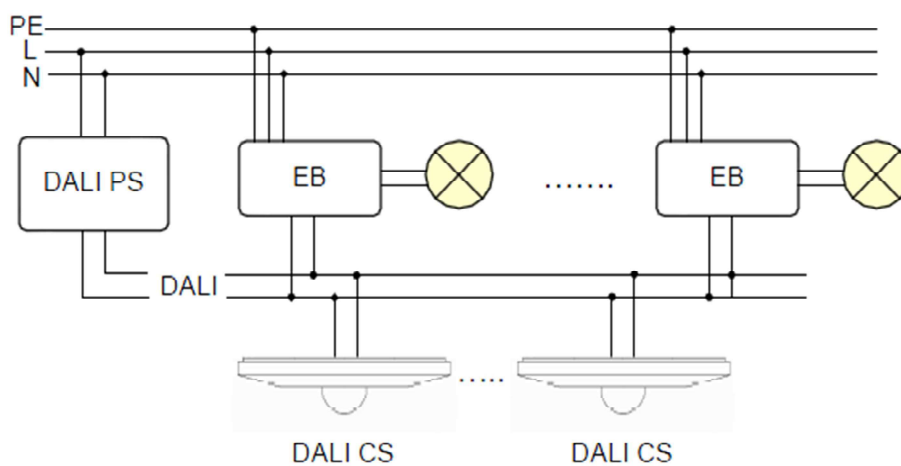 PE
L
N
DALI PS
EB
.......
EB
DALI
.....
DALI CS
DALI CS